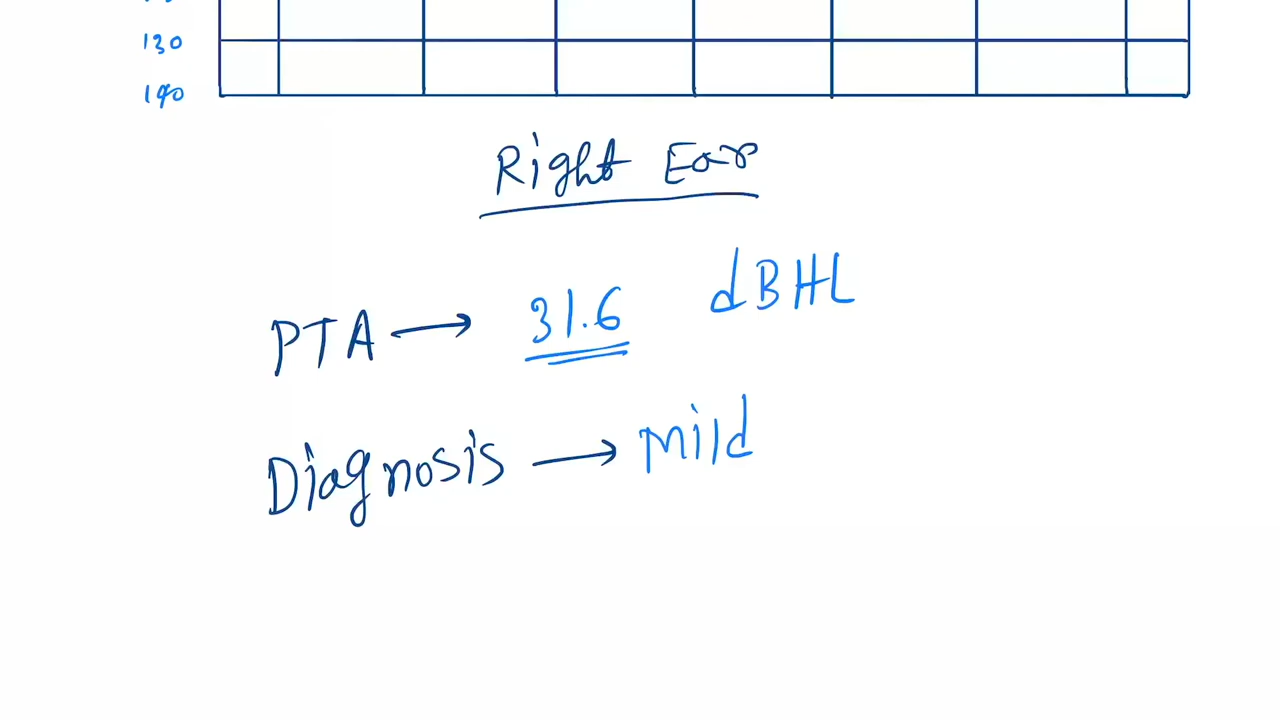 130
140
Right Ear
PTA → 31.6 dBHL
Diagnosis → Mild